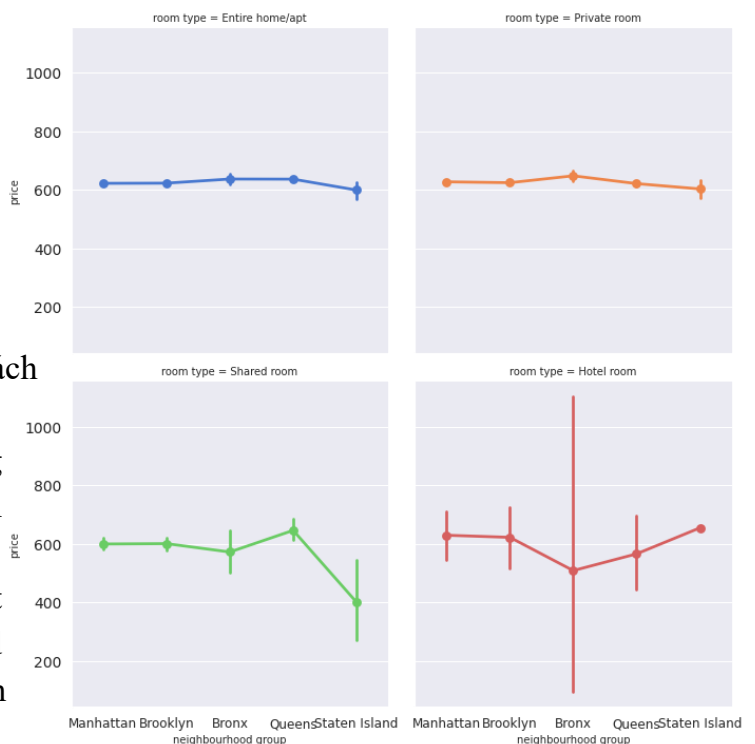 room type = Entire home/apt
room type = Private room
1000
800
600
400
200
price
ách
room type = Shared room
room type = Hotel room
1000
800
600
400
200
price
Manhattan Brooklyn Bronx Queens Staten Island
Manhattan Brooklyn Bronx Queens Staten Island
neighbourhood group
neighbourhood group